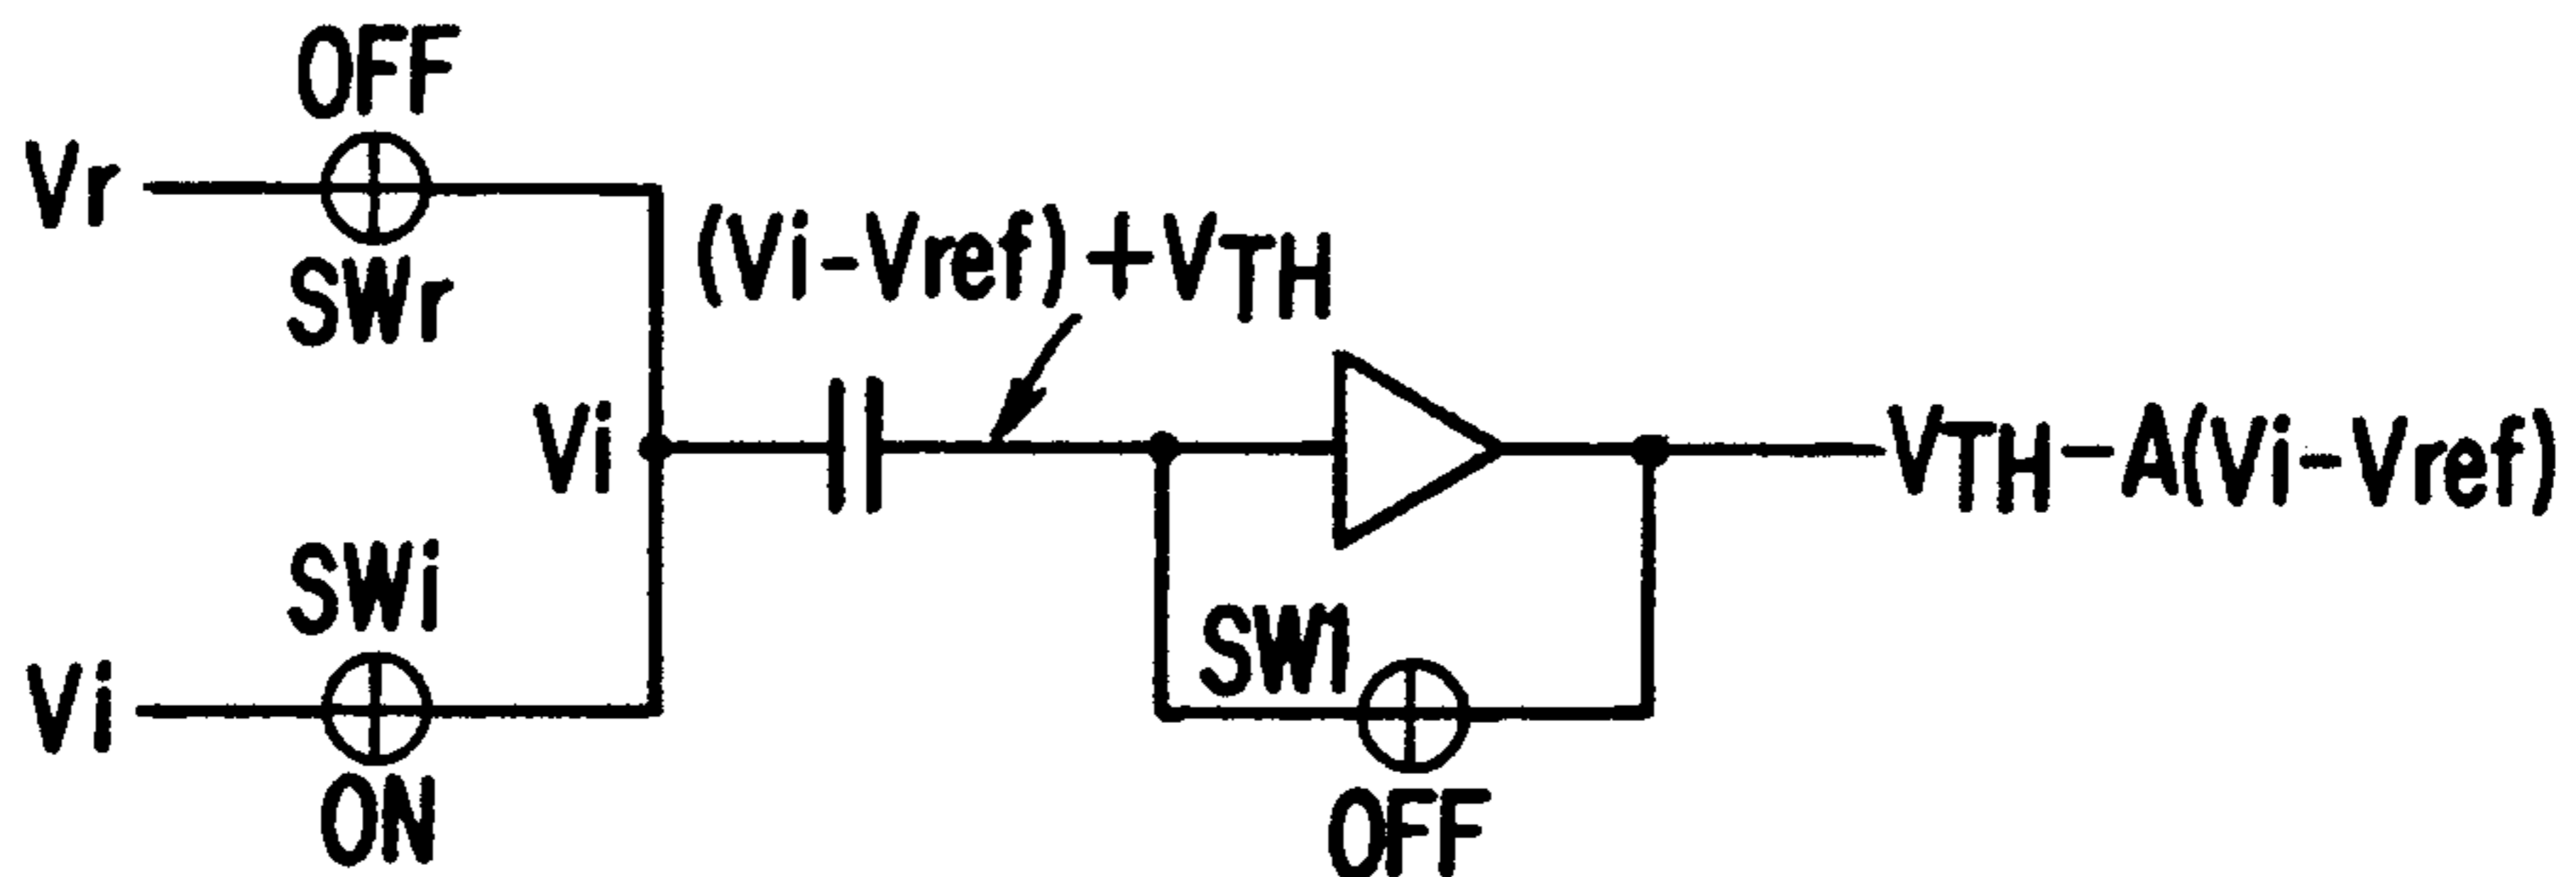 OFF
Vr
SWr
(Vi-Vref)+VTH
Vi
VTH-A(Vi-Vref)
SWi
SW1
Vi
ON
OFF